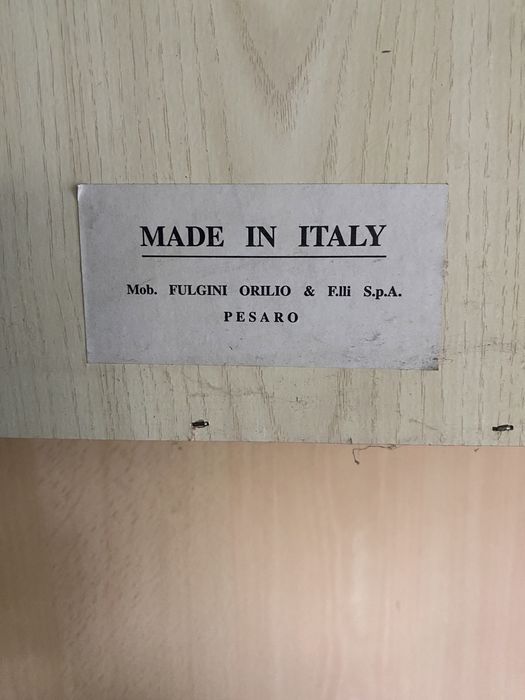 MADE IN ITALY
Mob. FULGINI ORILIO & F.lli S.p.A.
PESARO